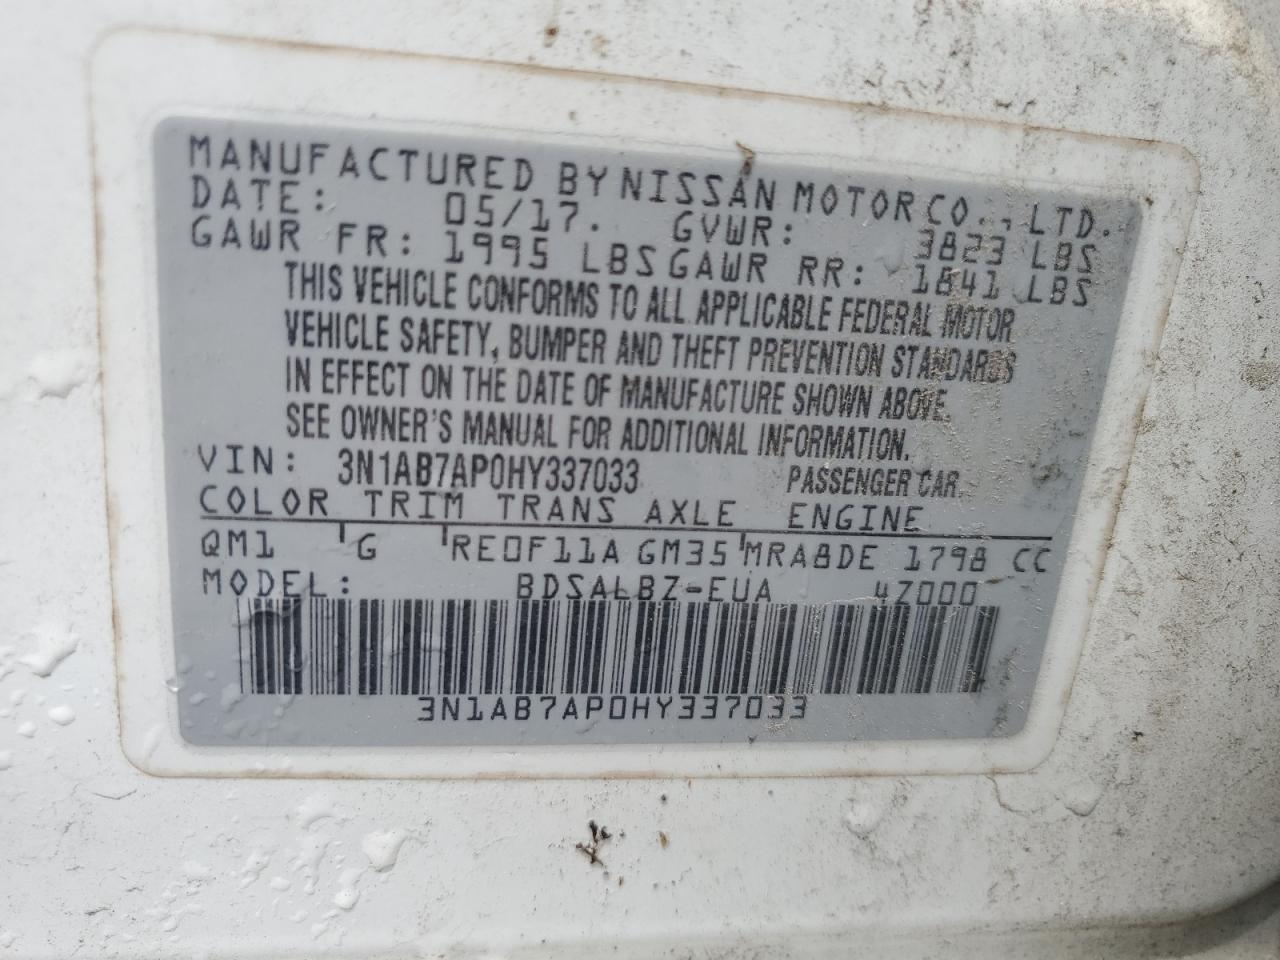 MANUFACTURED BY NISSAN MOTOR CO., LTD.
DATE: 05/17. GVWR: 3823 LBS
GAWR FR: 1995 LBS GAWR RR: 1841 LBS
THIS VEHICLE CONFORMS TO ALL APPLICABLE FEDERAL MOTOR
VEHICLE SAFETY, BUMPER AND THEFT PREVENTION STANDARDS
IN EFFECT ON THE DATE OF MANUFACTURE SHOWN ABOVE.
SEE OWNER'S MANUAL FOR ADDITIONAL INFORMATION.
VIN: 3N1AB7AP0HY337033 PASSENGER CAR
COLOR TRIM TRANS AXLE ENGINE
QM1 G RE0F11A GM35 MRA8DE 1798 CC
MODEL: BDSALBZ-EUA 4Z000
3N1AB7AP0HY337033